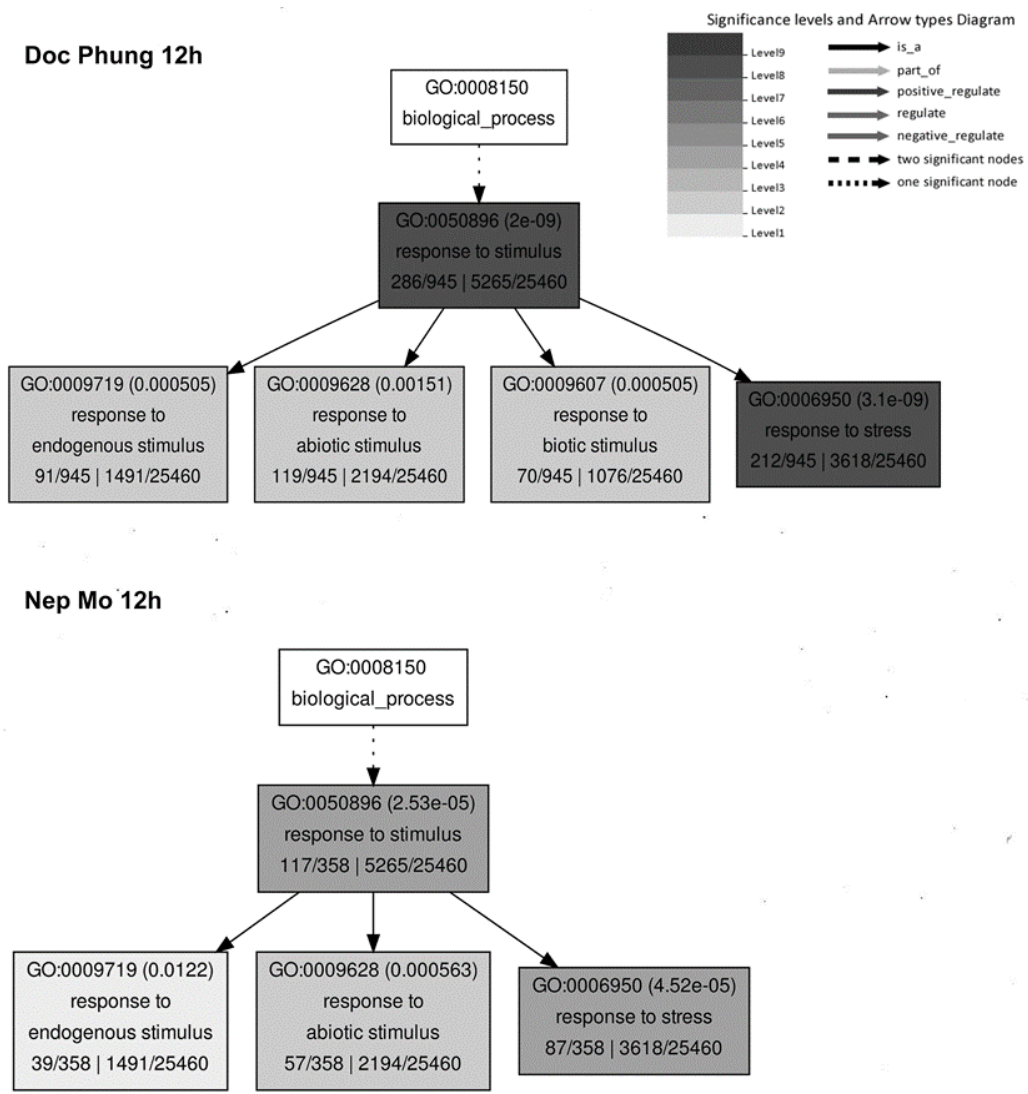 Significance levels and Arrow types Diagram
Level9
Level8
Level7
Level6
Level5
Level4
Level3
Level2
Level1
is_a
part_of
positive_regulate
regulate
negative_regulate
two significant nodes
one significant node
Doc Phung 12h
GO:0008150
biological_process
GO:0050896 (2e-09)
response to stimulus
286/945 | 5265/25460
GO:0009719 (0.000505)
response to
endogenous stimulus
91/945 | 1491/25460
GO:0009628 (0.00151)
response to
abiotic stimulus
119/945 | 2194/25460
GO:0009607 (0.000505)
response to
biotic stimulus
70/945 | 1076/25460
GO:0006950 (3.1e-09)
response to stress
212/945 | 3618/25460
Nep Mo 12h
GO:0008150
biological_process
GO:0050896 (2.53e-05)
response to stimulus
117/358 | 5265/25460
GO:0009719 (0.0122)
response to
endogenous stimulus
39/358 | 1491/25460
GO:0009628 (0.000563)
response to
abiotic stimulus
57/358 | 2194/25460
GO:0006950 (4.52e-05)
response to stress
87/358 | 3618/25460